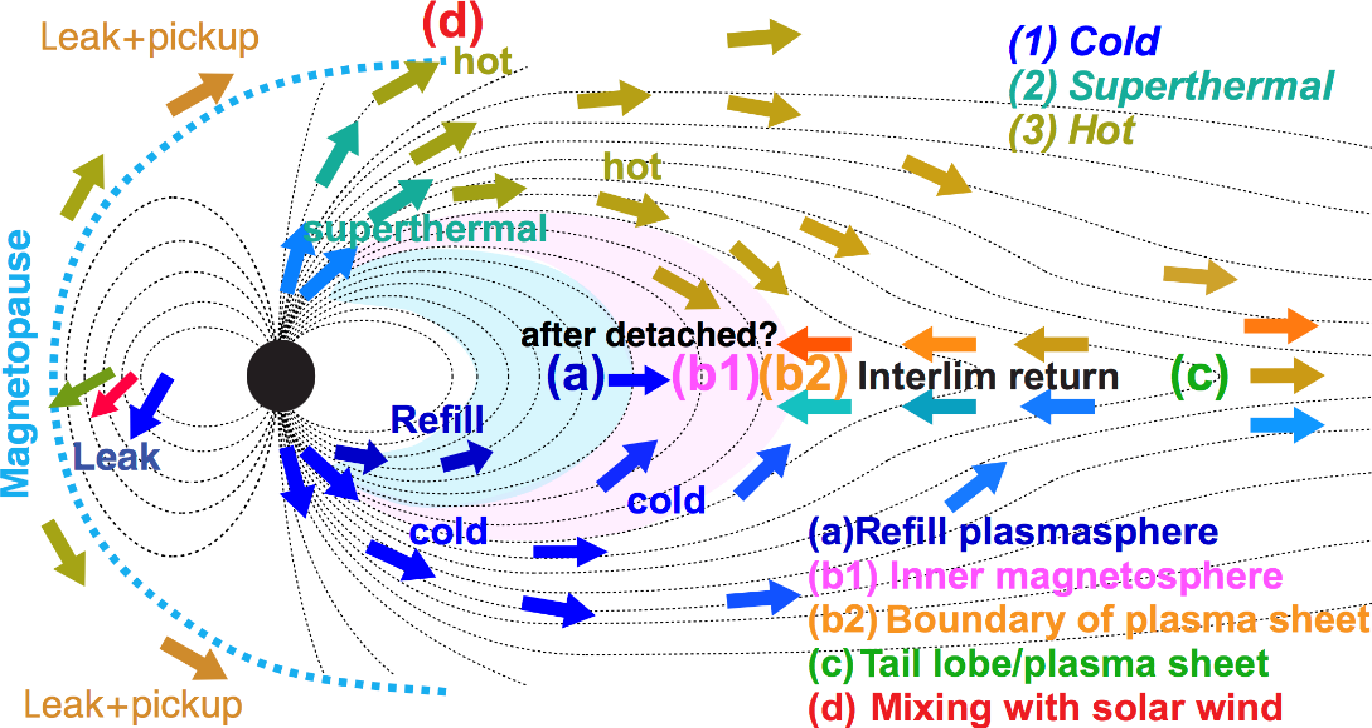 Leak+pickup
(d)
hot
(1) Cold
(2) Superthermal
(3) Hot
hot
superthermal
Magnetopause
after detached?
(a)
(b1)
(b2)
Interlim return
(c)
Refill
Leak
cold
cold
(a)Refill plasmasphere
(b1) Inner magnetosphere
(b2) Boundary of plasma sheet
(c) Tail lobe/plasma sheet
(d) Mixing with solar wind
Leak+pickup